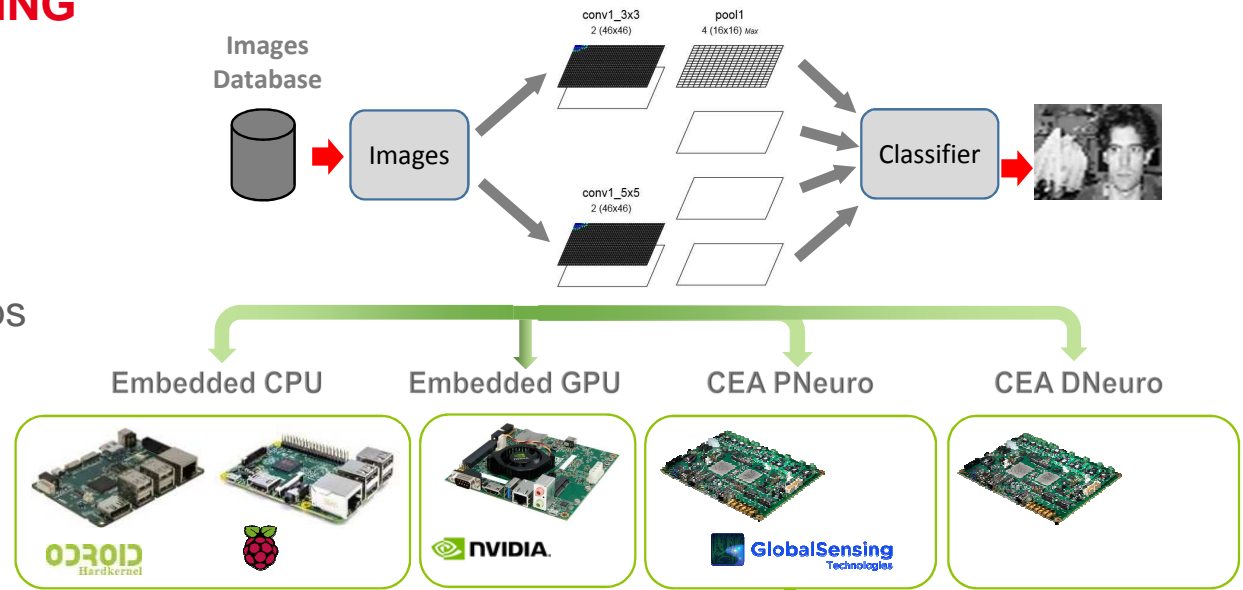 ING
Images
Database
Images
conv1_3x3
2 (46x46)
pool1
4 (16x16) Max
conv1_5x5
2 (46x46)
Classifier
os
Embedded CPU
Embedded GPU
CEA PNeuro
CEA DNeuro
ODROID
Hardkernel
NVIDIA.
GlobalSensing
Technologies